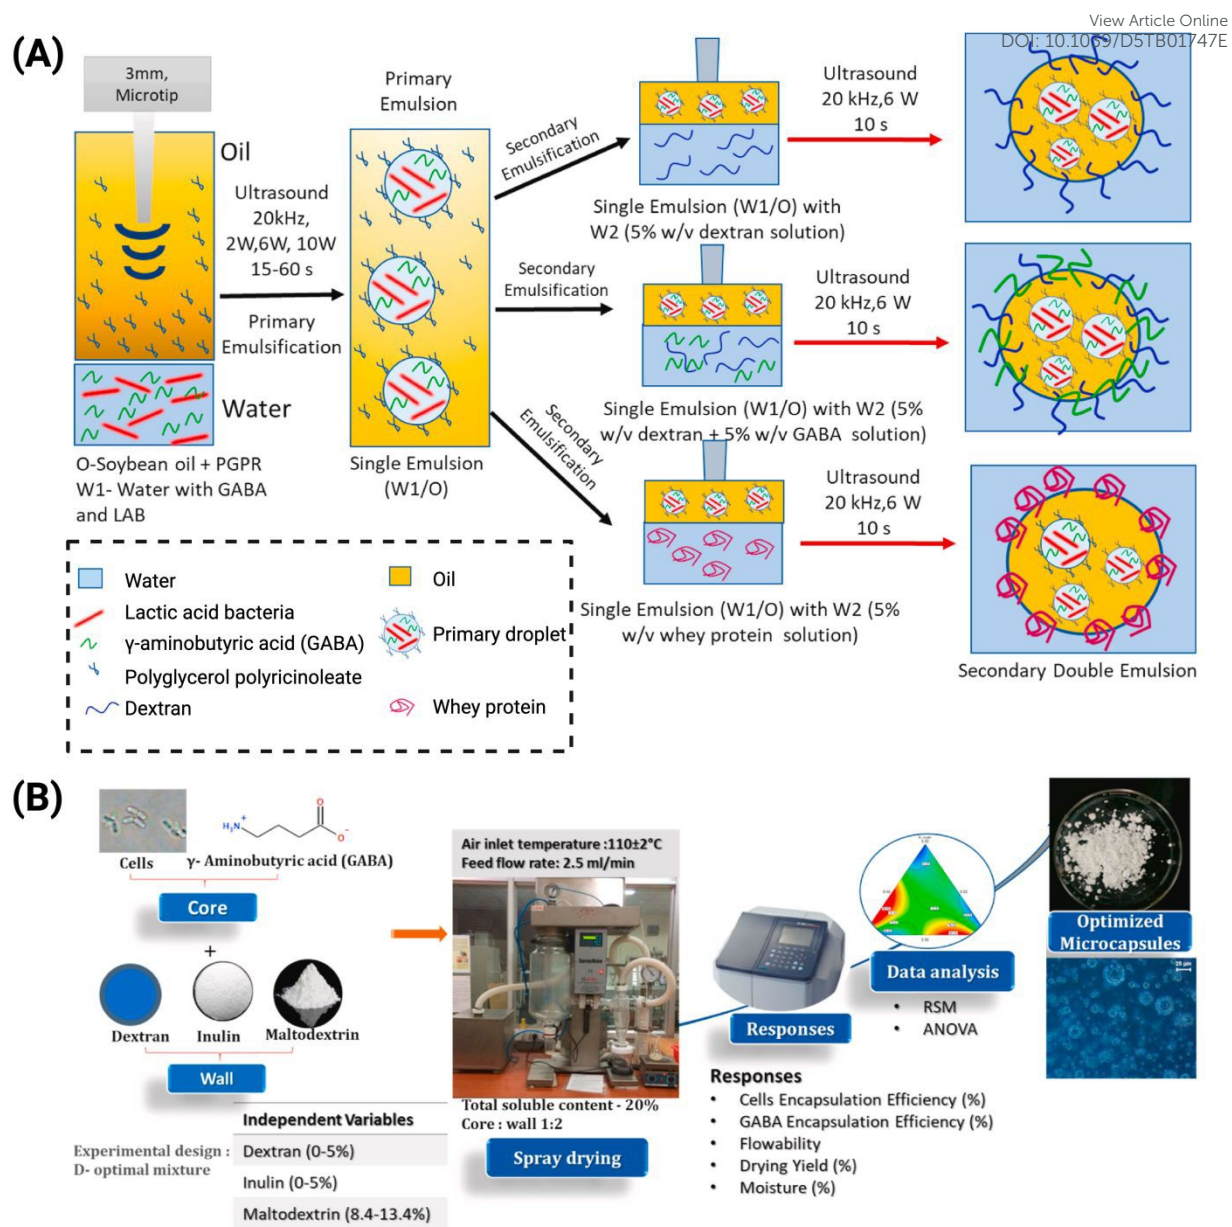 View Article Online
DOI: 10.1039/D5TB01747E
(A)
3mm,
Microtip
Oil
Ultrasound
20kHz,
2W,6W, 10W
15-60 s
Primary
Emulsification
Water
O-Soybean oil + PGPR
W1- Water with GABA
and LAB
Primary
Emulsion
Single Emulsion
(W1/O)
Secondary
Emulsification
Single Emulsion (W1/O) with
W2 (5% w/v dextran solution)
Ultrasound
20 kHz,6 W
10 s
Secondary
Emulsification
Single Emulsion (W1/O) with W2 (5%
w/v dextran + 5% w/v GABA solution)
Ultrasound
20 kHz,6 W
10 s
Secondary
Emulsification
Single Emulsion (W1/O) with W2 (5%
w/v whey protein solution)
Ultrasound
20 kHz,6 W
10 s
Secondary Double Emulsion
Water
Lactic acid bacteria
γ-aminobutyric acid (GABA)
Polyglycerol polyricinoleate
Dextran
Oil
Primary droplet
Whey protein
(B)
Cells
H₃N
+
O
O
-
γ- Aminobutyric acid (GABA)
Core
+
Dextran
Inulin
Maltodextrin
Wall
Experimental design :
D- optimal mixture
Independent Variables
Dextran (0-5%)
Inulin (0-5%)
Maltodextrin (8.4-13.4%)
Air inlet temperature :110±2°C
Feed flow rate: 2.5 ml/min
Total soluble content - 20%
Core : wall 1:2
Spray drying
Responses
Responses
• Cells Encapsulation Efficiency (%)
• GABA Encapsulation Efficiency (%)
• Flowability
• Drying Yield (%)
• Moisture (%)
Data analysis
• RSM
• ANOVA
Optimized
Microcapsules
25 µm